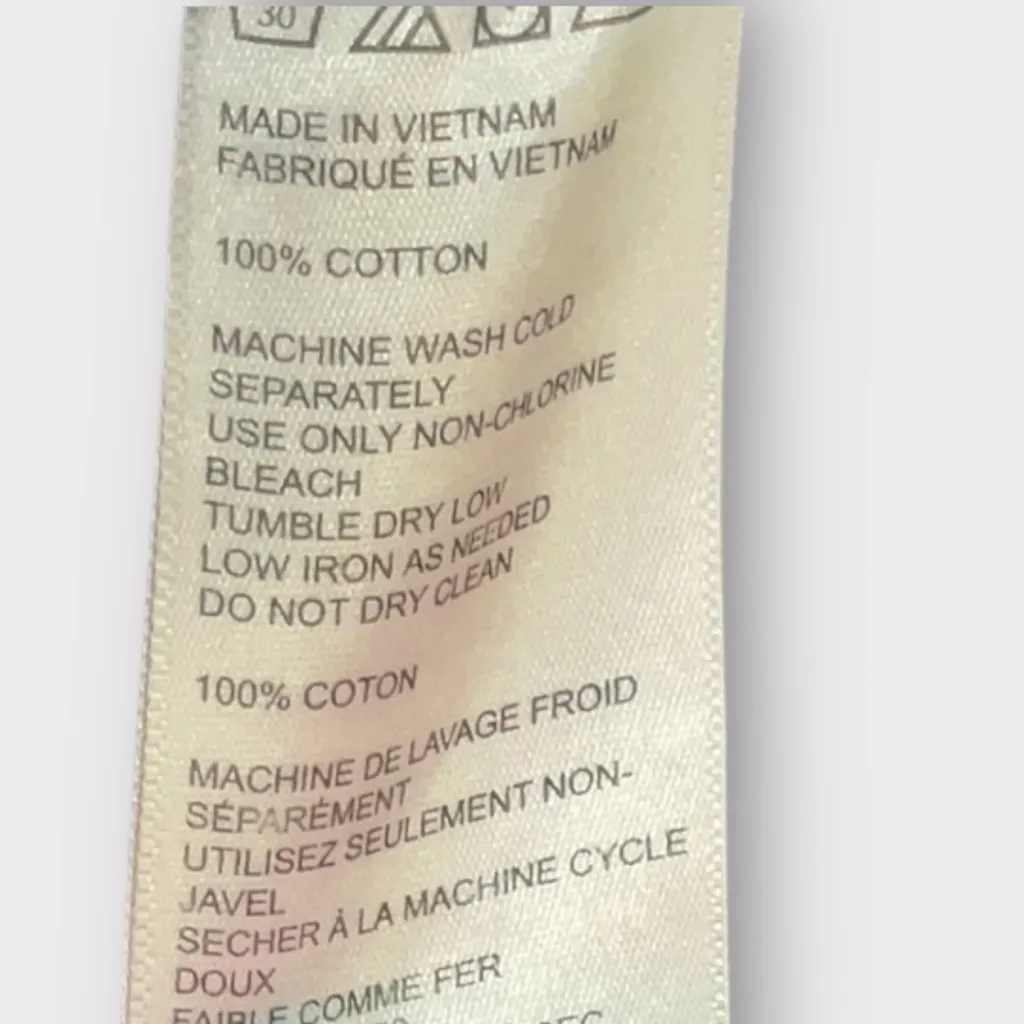 30
MADE IN VIETNAM
FABRIQUÉ EN VIETNAM
100% COTTON
MACHINE WASH COLD
SEPARATELY
USE ONLY NON-CHLORINE
BLEACH
TUMBLE DRY LOW
LOW IRON AS NEEDED
DO NOT DRY CLEAN
100% COTON
MACHINE DE LAVAGE FROID
SÉPARÉMENT
UTILISEZ SEULEMENT NON-
JAVEL
SECHER À LA MACHINE CYCLE
DOUX
FAIBLE COMME FER